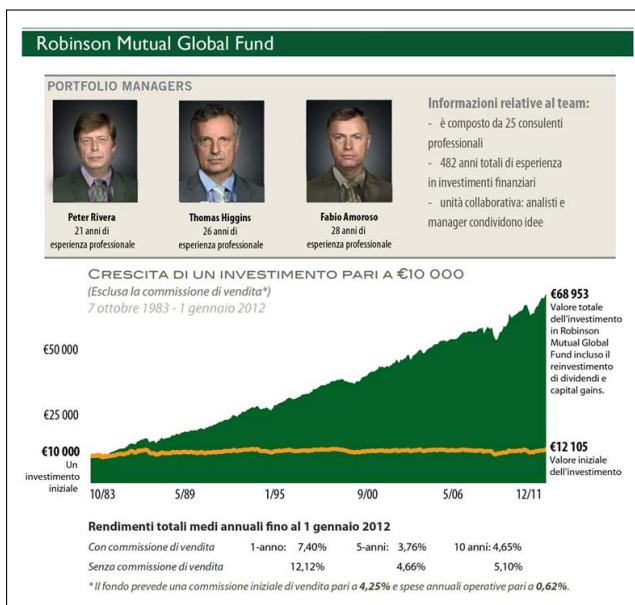 Robinson Mutual Global Fund
PORTFOLIO MANAGERS
Peter Rivera
21 anni di
esperienza professionale
Thomas Higgins
26 anni di
esperienza professionale
Fabio Amoroso
28 anni di
esperienza professionale
Informazioni relative al team:
- è composto da 25 consulenti
professionali
- 482 anni totali di esperienza
in investimenti finanziari
- unità collaborativa: analisti e
manager condividono idee
CRESCITA DI UN INVESTIMENTO PARI A €10 000
(Esclusa la commissione di vendita*)
7 ottobre 1983 - 1 gennaio 2012
€50 000
€25 000
€10 000
Un
investimento
iniziale
€68 953
Valore totale
dell'investimento
in Robinson
Mutual Global
Fund incluso il
reinvestimento
di dividendi e
capital gains.
€12 105
Valore iniziale
dell'investimento
10/83 5/89 1/95 9/00 5/06 12/11
Rendimenti totali medi annuali fino al 1 gennaio 2012
Con commissione di vendita 1-anno: 7,40% 5-anni: 3,76% 10 anni: 4,65%
Senza commissione di vendita 12,12% 4,66% 5,10%
* Il fondo prevede una commissione iniziale di vendita pari a 4,25% e spese annuali operative pari a 0,62%.